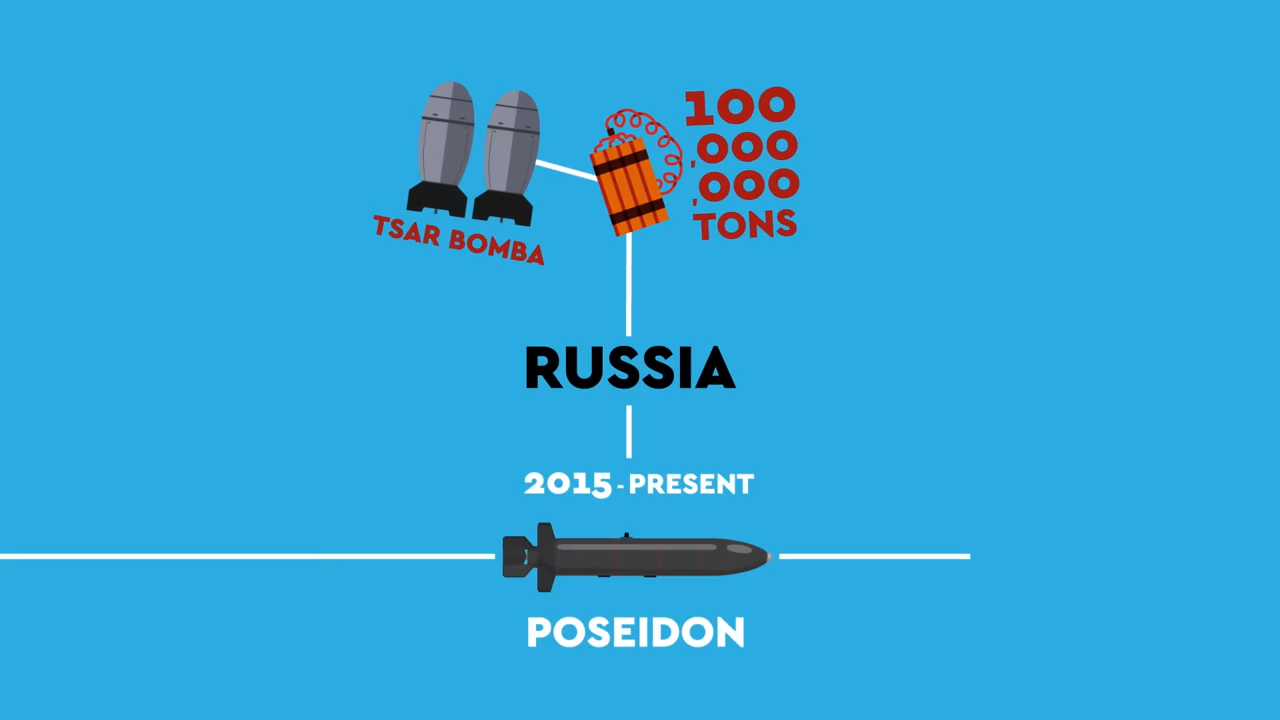 100
,000
,000
TONS
TSAR BOMBA
RUSSIA
2015 - PRESENT
POSEIDON